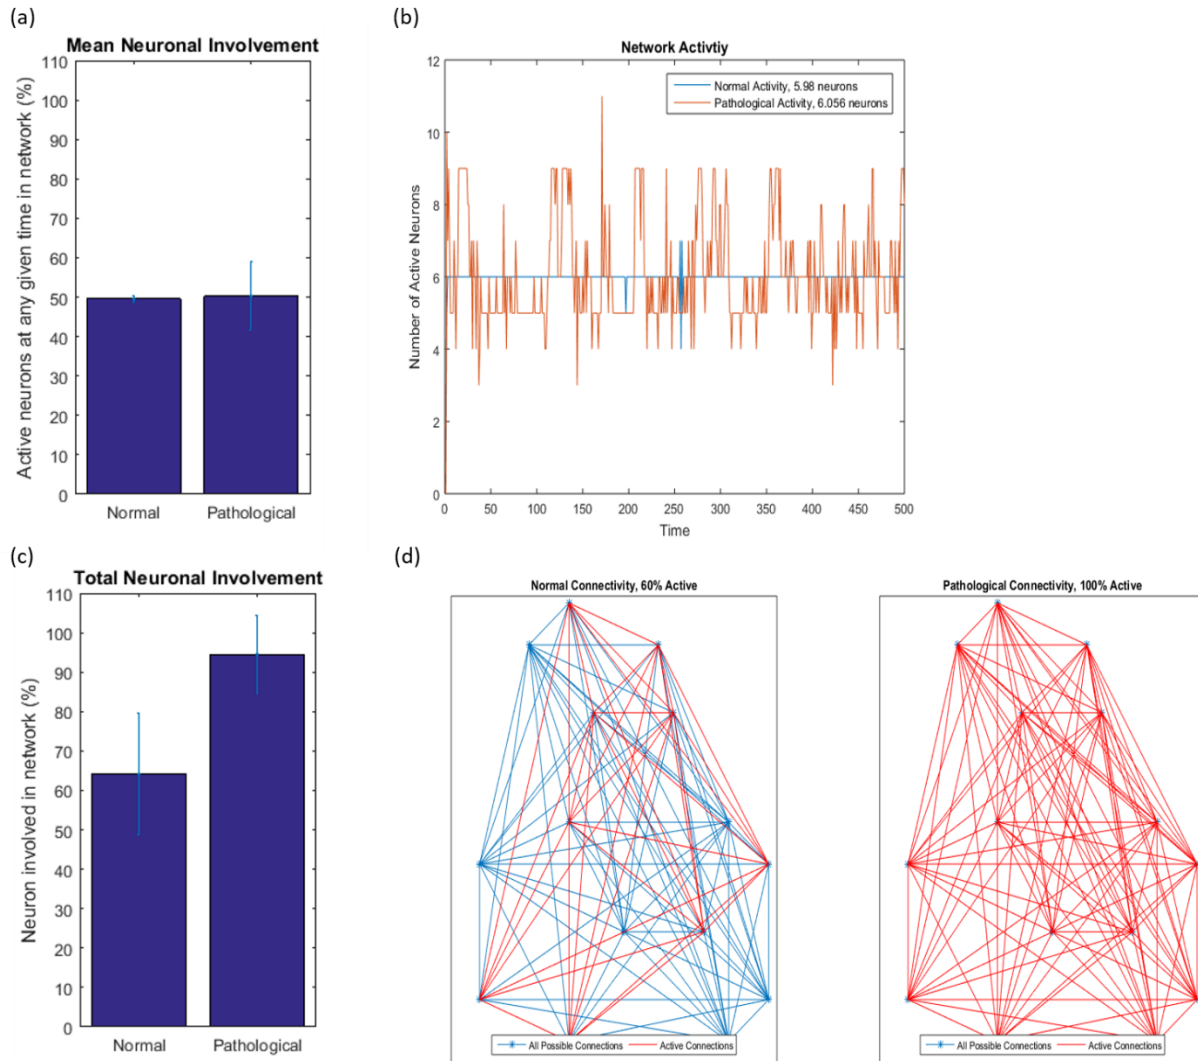 (a)
Mean Neuronal Involvement
Active neurons at any given time in network (%)
110
100
90
80
70
60
50
40
30
20
10
0
Normal
Pathological
(b)
Network Activtiy
Normal Activity, 5.98 neurons
Pathological Activity, 6.056 neurons
Number of Active Neurons
12
10
8
6
4
2
0
0 50 100 150 200 250 300 350 400 450 500
Time
(c)
Total Neuronal Involvement
Neuron involved in network (%)
110
100
90
80
70
60
50
40
30
20
10
0
Normal
Pathological
(d)
Normal Connectivity, 60% Active
All Possible Connections
Active Connections
Pathological Connectivity, 100% Active
All Possible Connections
Active Connections